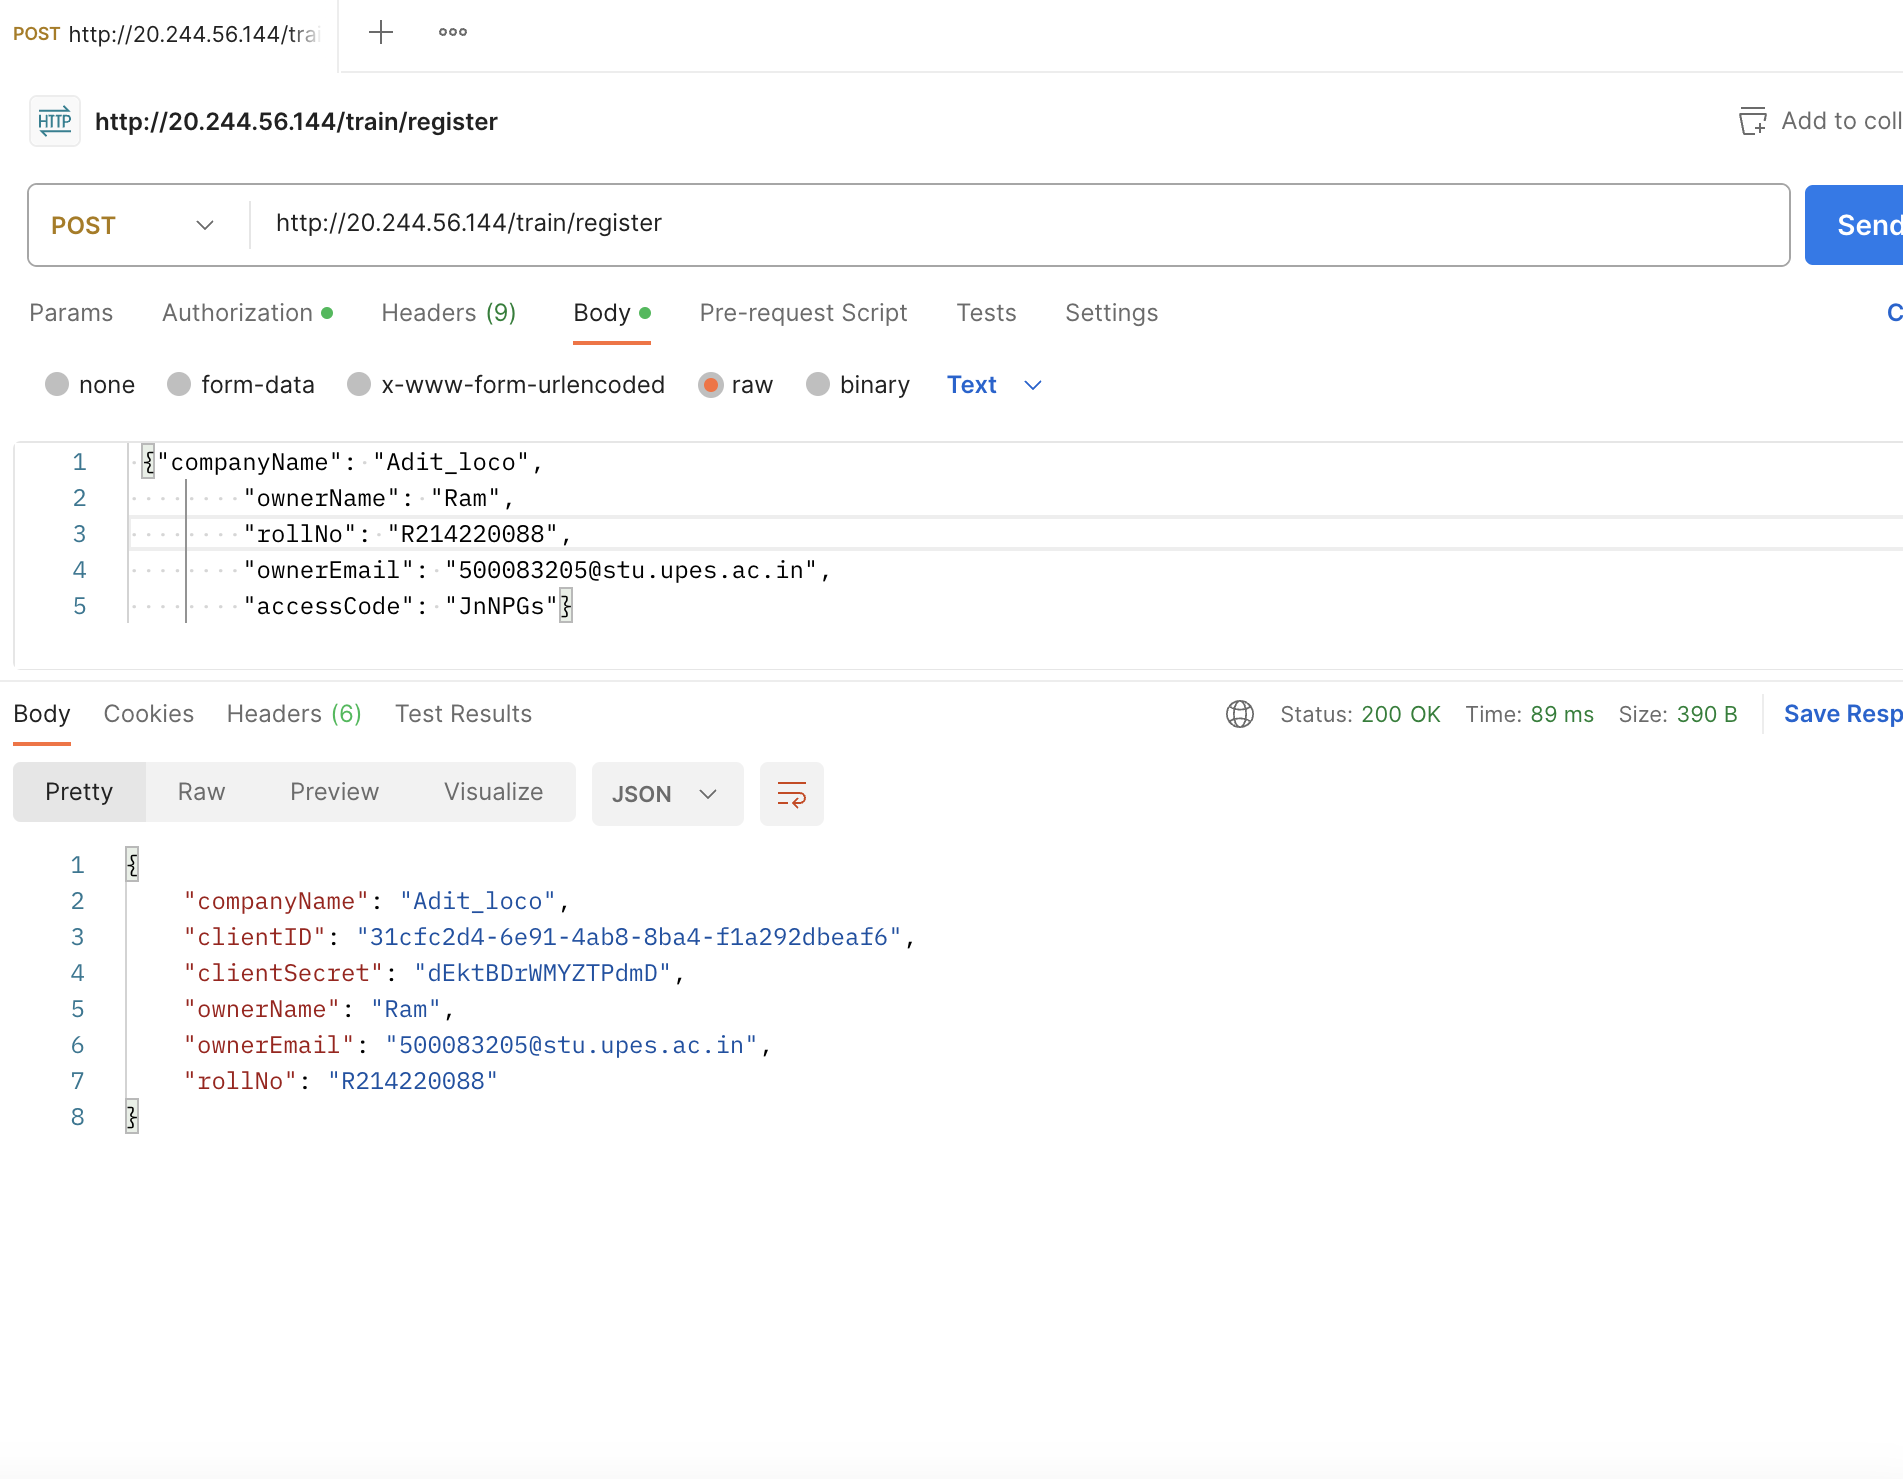 POST http://20.244.56.144/trai
HTTP http://20.244.56.144/train/register
Add to coll
POST http://20.244.56.144/train/register Send
Params Authorization Headers (9) Body Pre-request Script Tests Settings C
none form-data x-www-form-urlencoded raw binary Text
1 {"companyName": "Adit_loco",
2 "ownerName": "Ram",
3 "rollNo": "R214220088",
4 "ownerEmail": "500083205@stu.upes.ac.in",
5 "accessCode": "JnNPGs"}
Body Cookies Headers (6) Test Results Status: 200 OK Time: 89 ms Size: 390 B Save Resp
Pretty Raw Preview Visualize JSON
1 {
2 "companyName": "Adit_loco",
3 "clientID": "31cfc2d4-6e91-4ab8-8ba4-f1a292dbeaf6",
4 "clientSecret": "dEktBDrWMYZTPdmD",
5 "ownerName": "Ram",
6 "ownerEmail": "500083205@stu.upes.ac.in",
7 "rollNo": "R214220088"
8 }